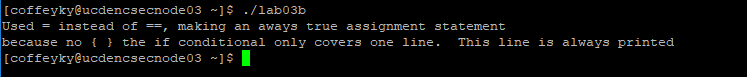 [coffeyky@ucdencsecnode03 ~]$ ./lab03b
Used = instead of ==, making an aways true assignment statement
because no { } the if conditional only covers one line.  This line is always printed
[coffeyky@ucdencsecnode03 ~]$